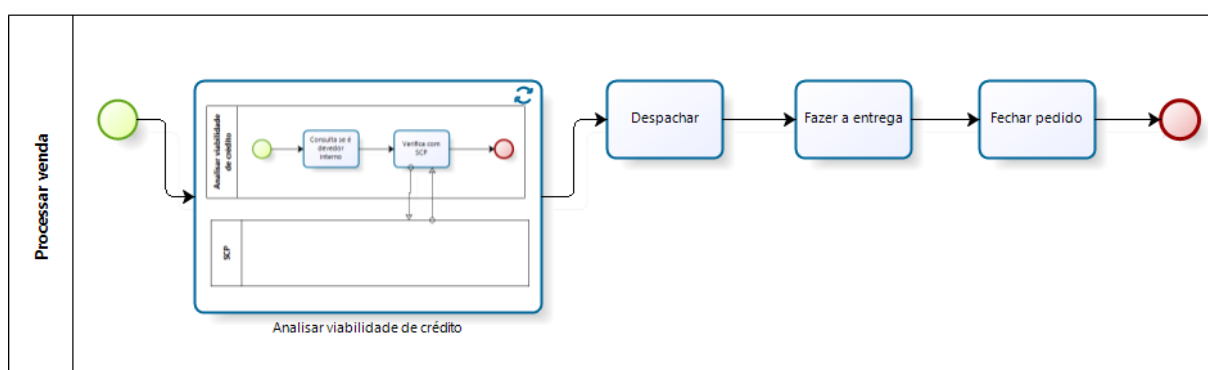 Processar venda
Analisar viabilidade
de crédito
Consulta se é
devedor
interno
Verifica com
SCP
SCP
Analisar viabilidade de crédito
Despachar
Fazer a entrega
Fechar pedido